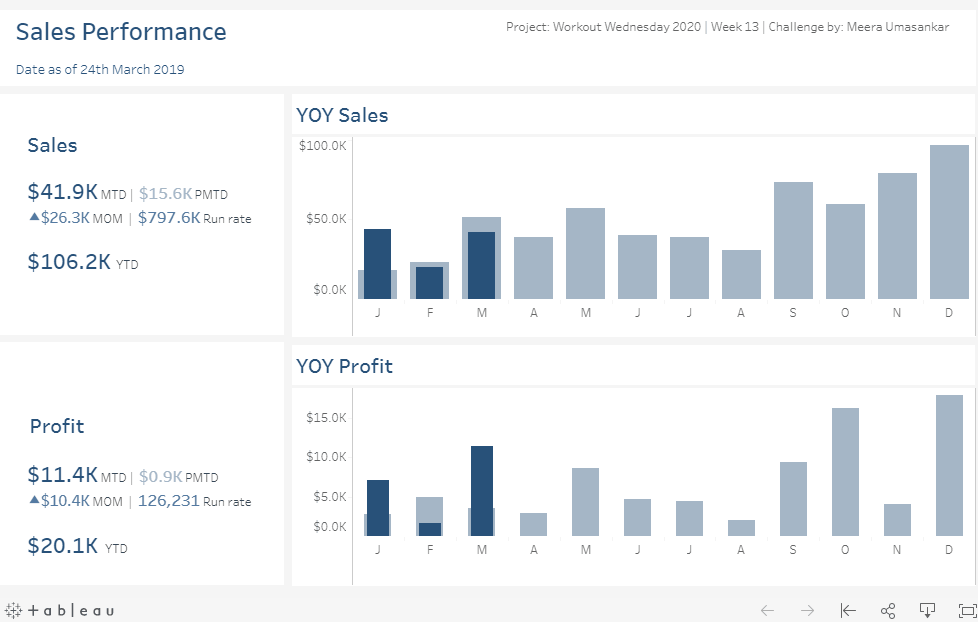 Sales Performance
Project: Workout Wednesday 2020 | Week 13 | Challenge by: Meera Umasankar
Date as of 24th March 2019
Sales
$41.9K MTD | $15.6K PMTD
▲$26.3K MOM | $797.6K Run rate
$106.2K YTD
YOY Sales
$100.0K
$50.0K
$0.0K
J F M A M J J A S O N D
Profit
$11.4K MTD | $0.9K PMTD
▲$10.4K MOM | 126,231 Run rate
$20.1K YTD
YOY Profit
$15.0K
$10.0K
$5.0K
$0.0K
J F M A M J J A S O N D
+ a b | e a u